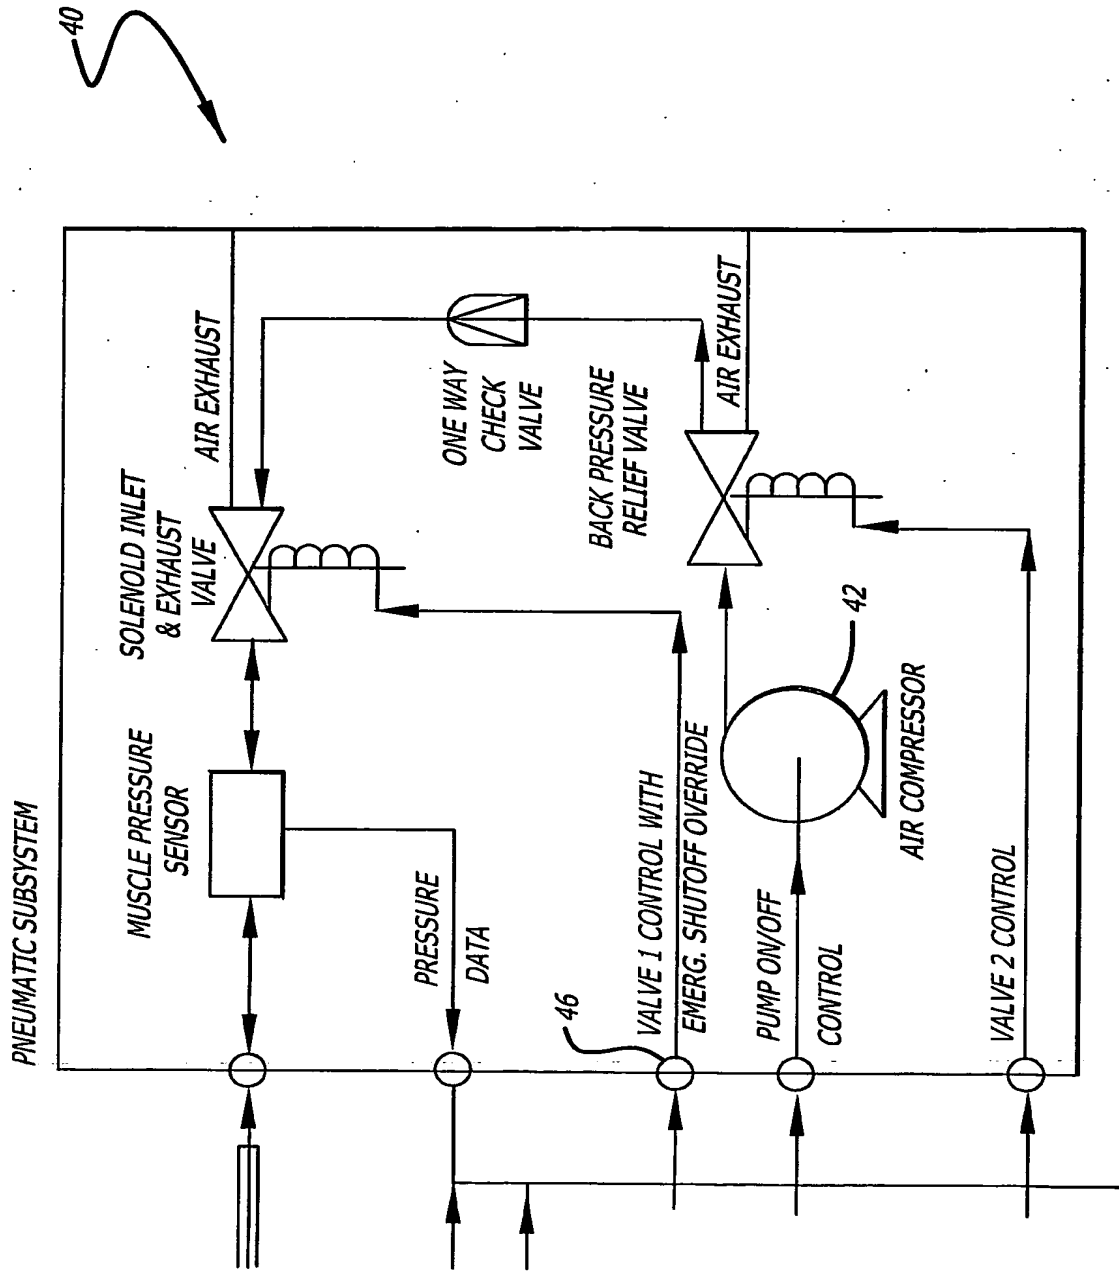 40
PNEUMATIC SUBSYSTEM
MUSCLE PRESSURE
SENSOR
SOLENOLD INLET
& EXHAUST
VALVE
AIR EXHAUST
PRESSURE
DATA
ONE WAY
CHECK
VALVE
46
VALVE 1 CONTROL WITH
EMERG. SHUTOFF OVERRIDE
BACK PRESSURE
RELIEF VALVE
AIR EXHAUST
PUMP ON/OFF
CONTROL
42
AIR COMPRESSOR
VALVE 2 CONTROL